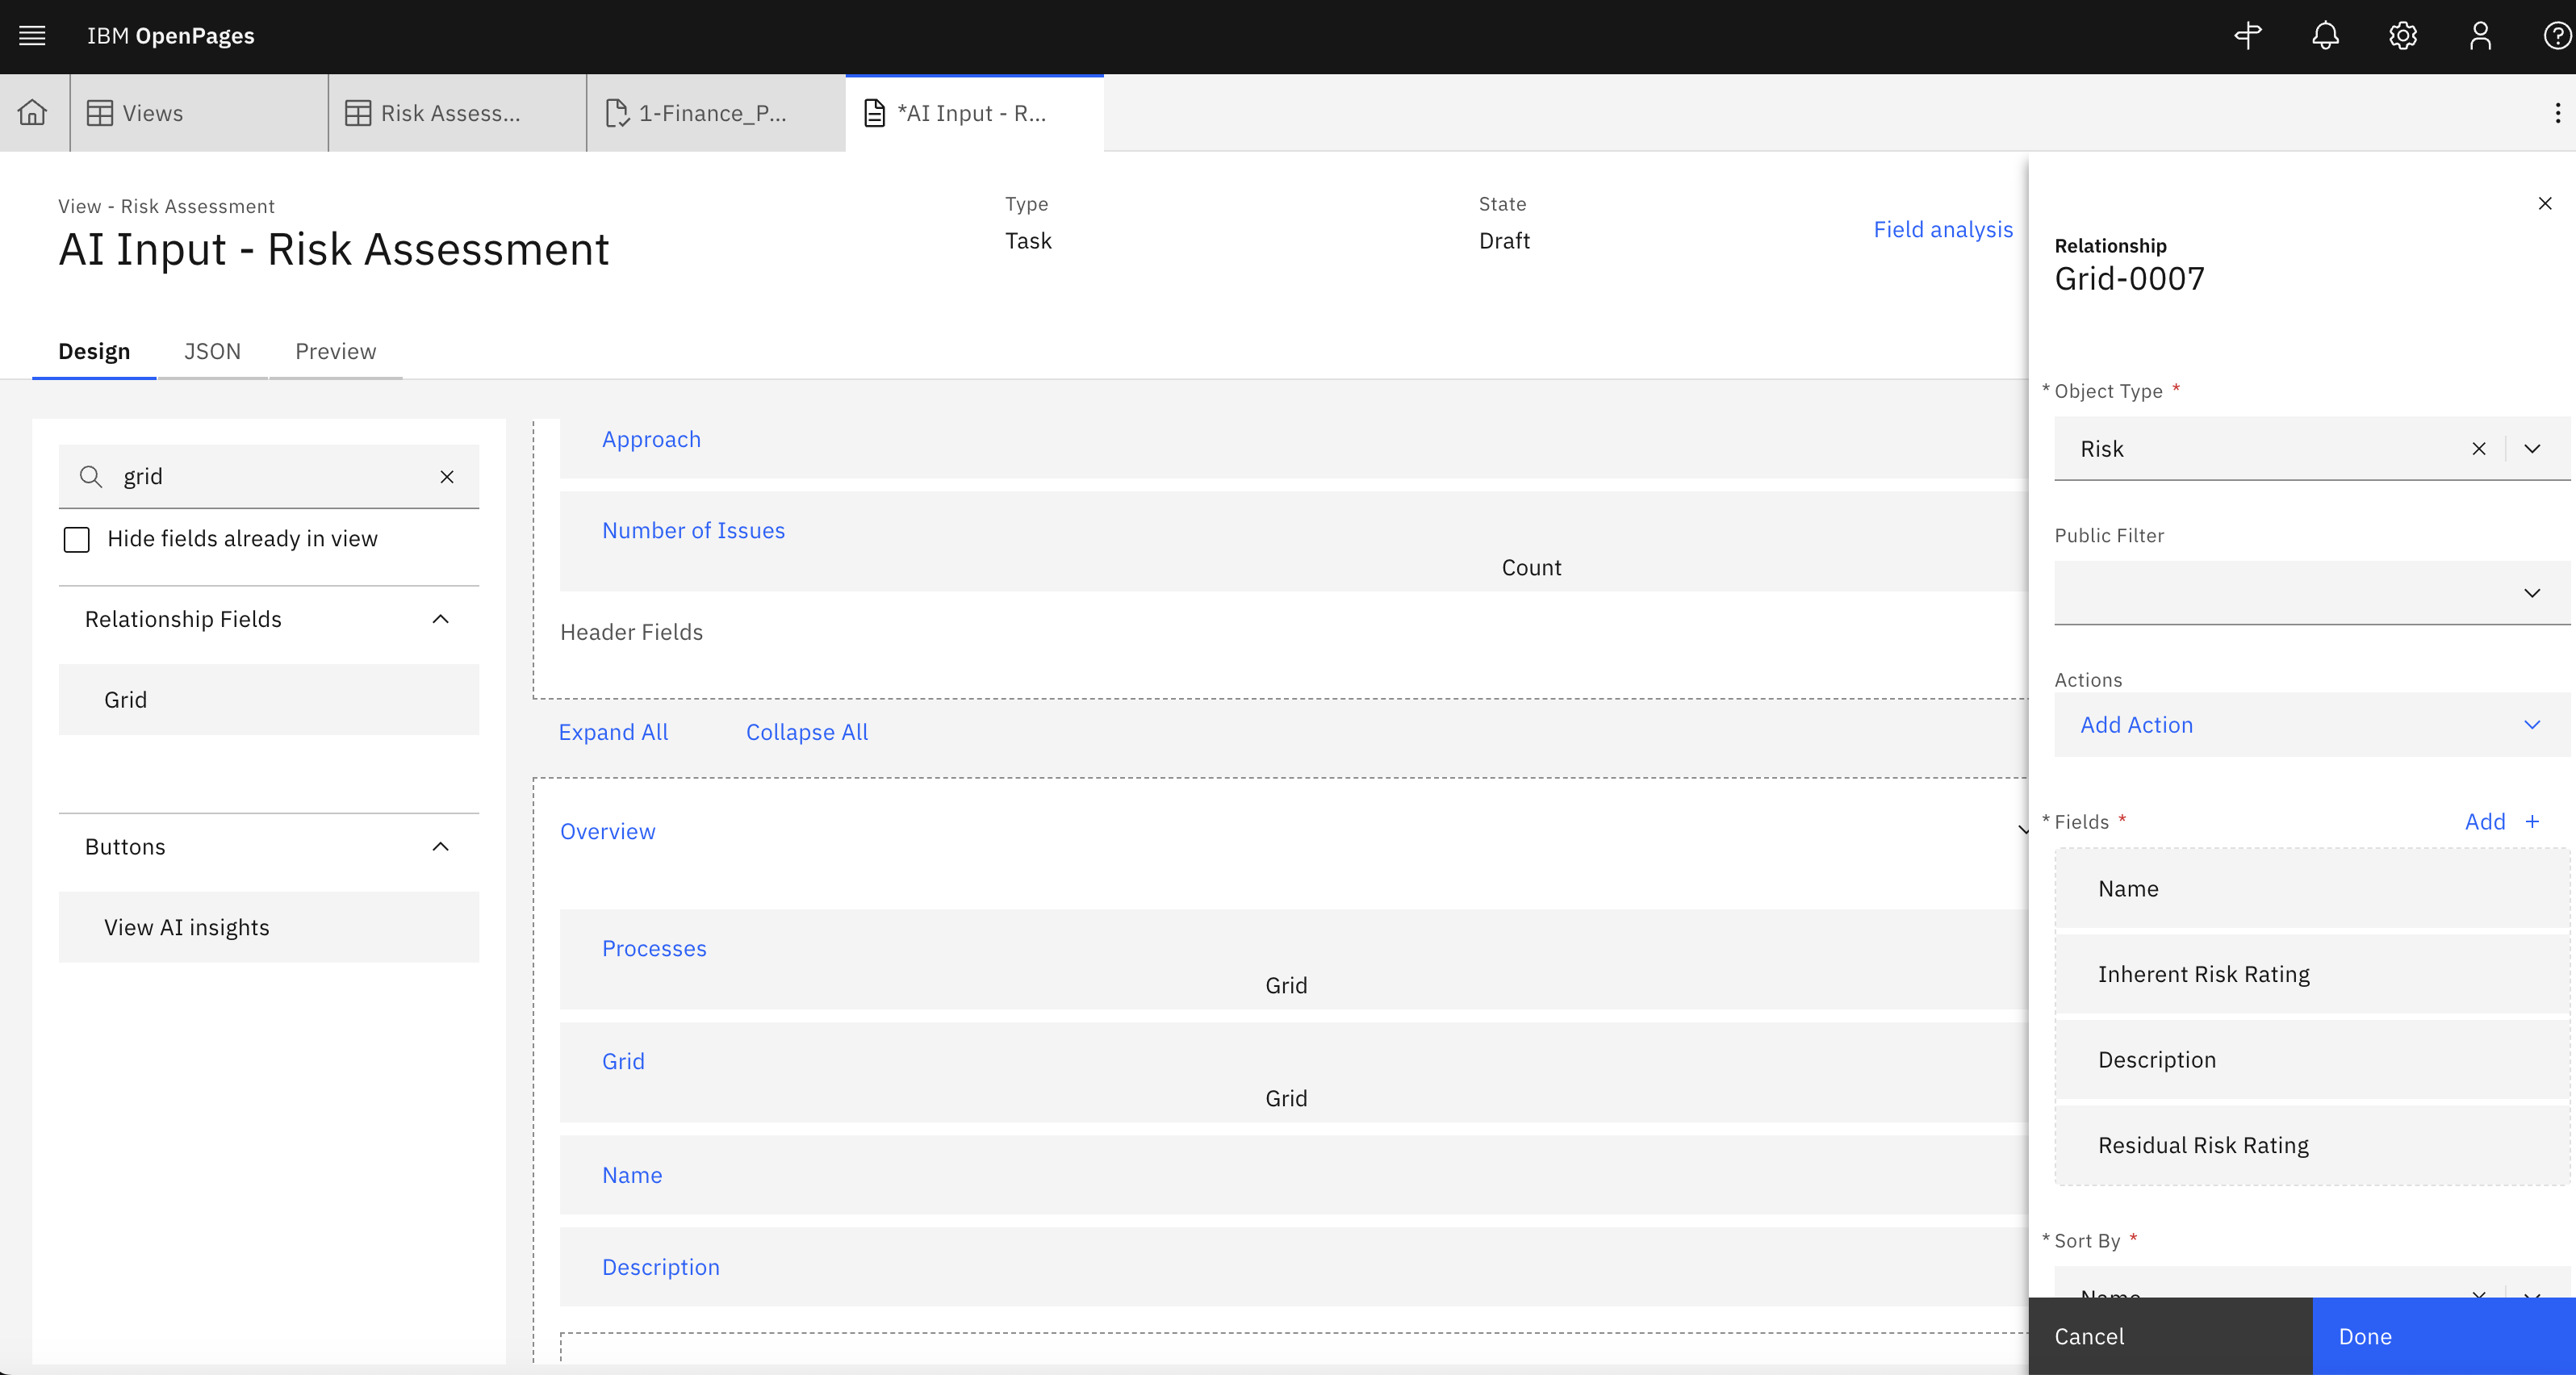 IBM OpenPages
Views
Risk Assess...
1-Finance_P...
*AI Input - R...
View - Risk Assessment
AI Input - Risk Assessment
Type
Task
State
Draft
Field analysis
Design
JSON
Preview
grid
Hide fields already in view
Relationship Fields
Grid
Buttons
View AI insights
Approach
Number of Issues
Count
Header Fields
Expand All
Collapse All
Overview
Processes
Grid
Grid
Grid
Name
Description
Relationship
Grid-0007
* Object Type *
Risk
Public Filter
Actions
Add Action
* Fields *
Add +
Name
Inherent Risk Rating
Description
Residual Risk Rating
* Sort By *
Name
Cancel
Done